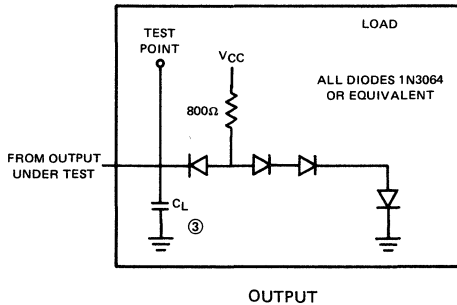 LOAD
TEST
POINT
VCC
ALL DIODES 1N3064
OR EQUIVALENT
800Ω
FROM OUTPUT
UNDER TEST
CL
③
OUTPUT